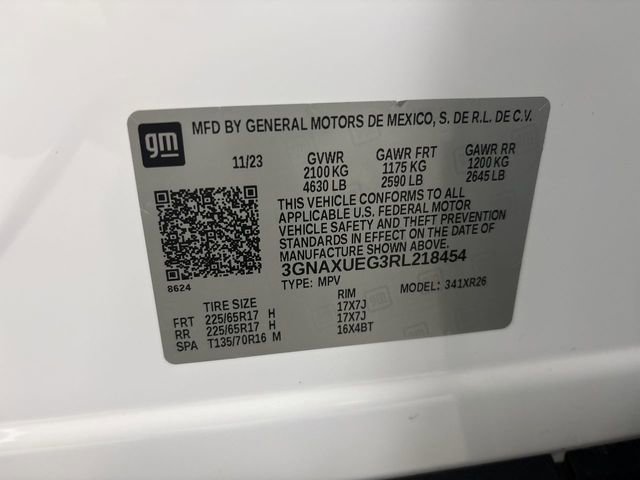 gm
MFD BY GENERAL MOTORS DE MEXICO, S. DE R.L. DE C.V.
11/23 GVWR GAWR FRT GAWR RR
2100 KG 1175 KG 1200 KG
4630 LB 2590 LB 2645 LB
THIS VEHICLE CONFORMS TO ALL
APPLICABLE U.S. FEDERAL MOTOR
VEHICLE SAFETY AND THEFT
PREVENTION STANDARDS IN
EFFECT ON THE DATE OF
MANUFACTURE SHOWN ABOVE.
8624
3GNAXUEG3RL218454
TYPE: MPV MODEL: 341XR26
TIRE SIZE RIM
FRT 225/65R17 H 17X7J
RR 225/65R17 H 17X7J
SPA T135/70R16 M 16X4BT